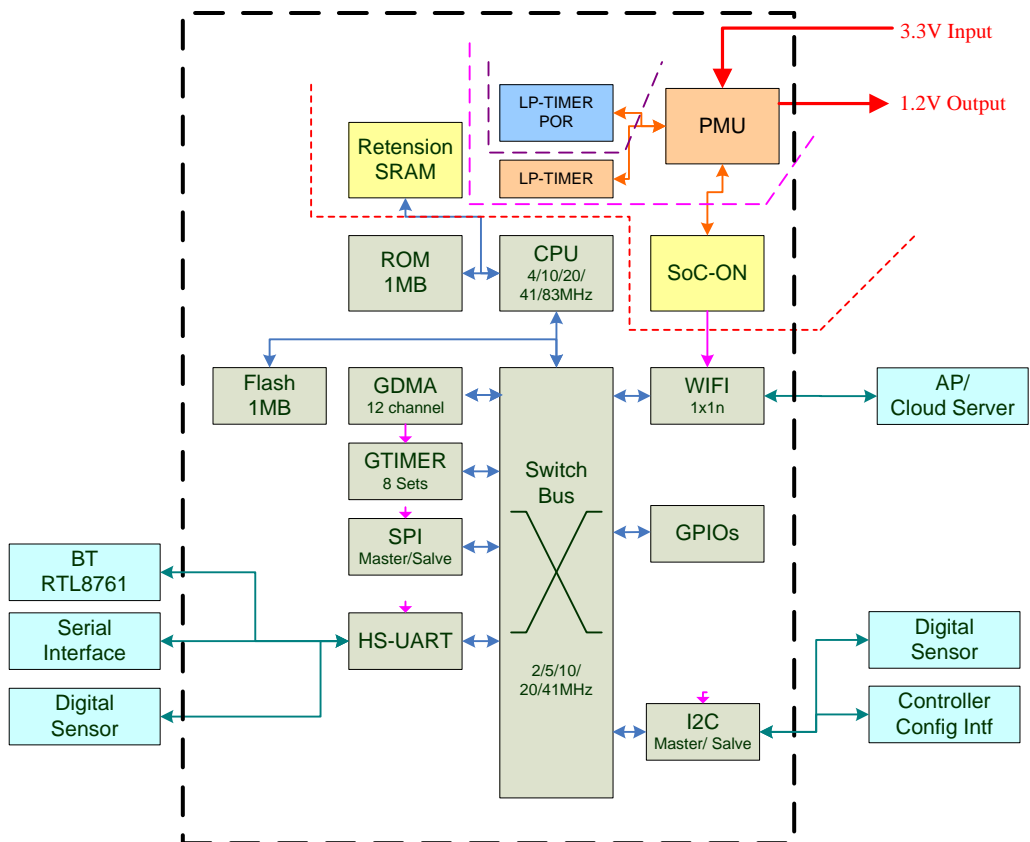 3.3V Input
1.2V Output
LP-TIMER
POR
PMU
Retension
SRAM
LP-TIMER
ROM
1MB
CPU
4/10/20/
41/83MHz
SoC-ON
Flash
1MB
GDMA
12 channel
WIFI
1x1n
AP/
Cloud Server
GTIMER
8 Sets
Switch
Bus
SPI
Master/Salve
GPIOs
BT
RTL8761
Serial
Interface
HS-UART
Digital
Sensor
2/5/10/
20/41MHz
Digital
Sensor
I2C
Master/ Salve
Controller
Config Intf